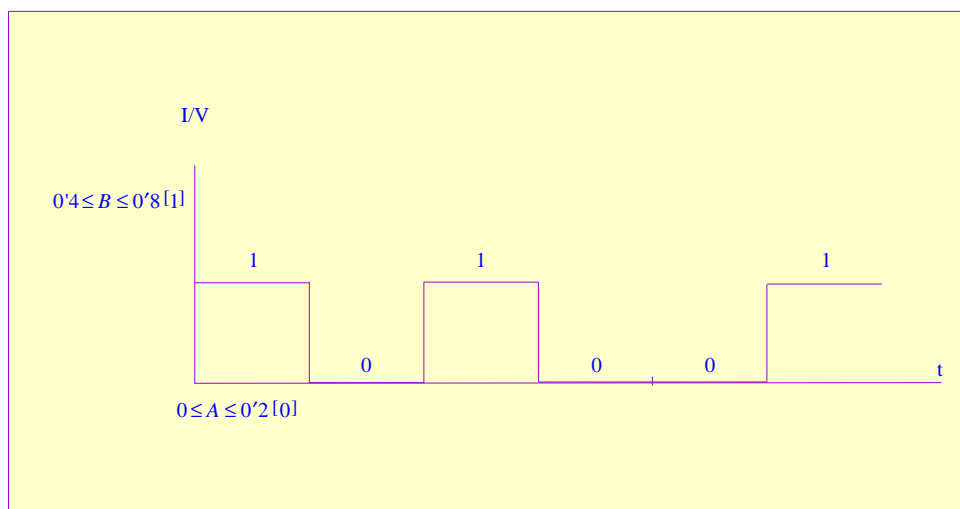 I/V
0'4 ≤ B ≤ 0′8 [1]
1 1 1
0 0 0 t
0 ≤ A ≤ 0′2 [0]